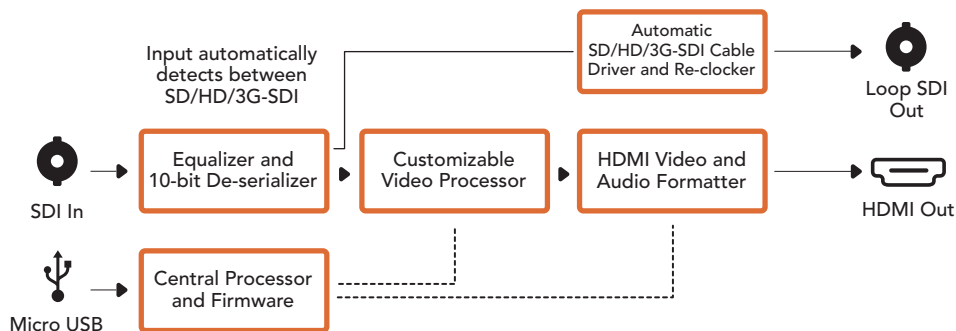 Input automatically
detects between
SD/HD/3G-SDI
Automatic
SD/HD/3G-SDI Cable
Driver and Re-clocker
Loop SDI
Out
SDI In
Equalizer and
10-bit De-serializer
Customizable
Video Processor
HDMI Video and
Audio Formatter
HDMI Out
Micro USB
Central Processor
and Firmware